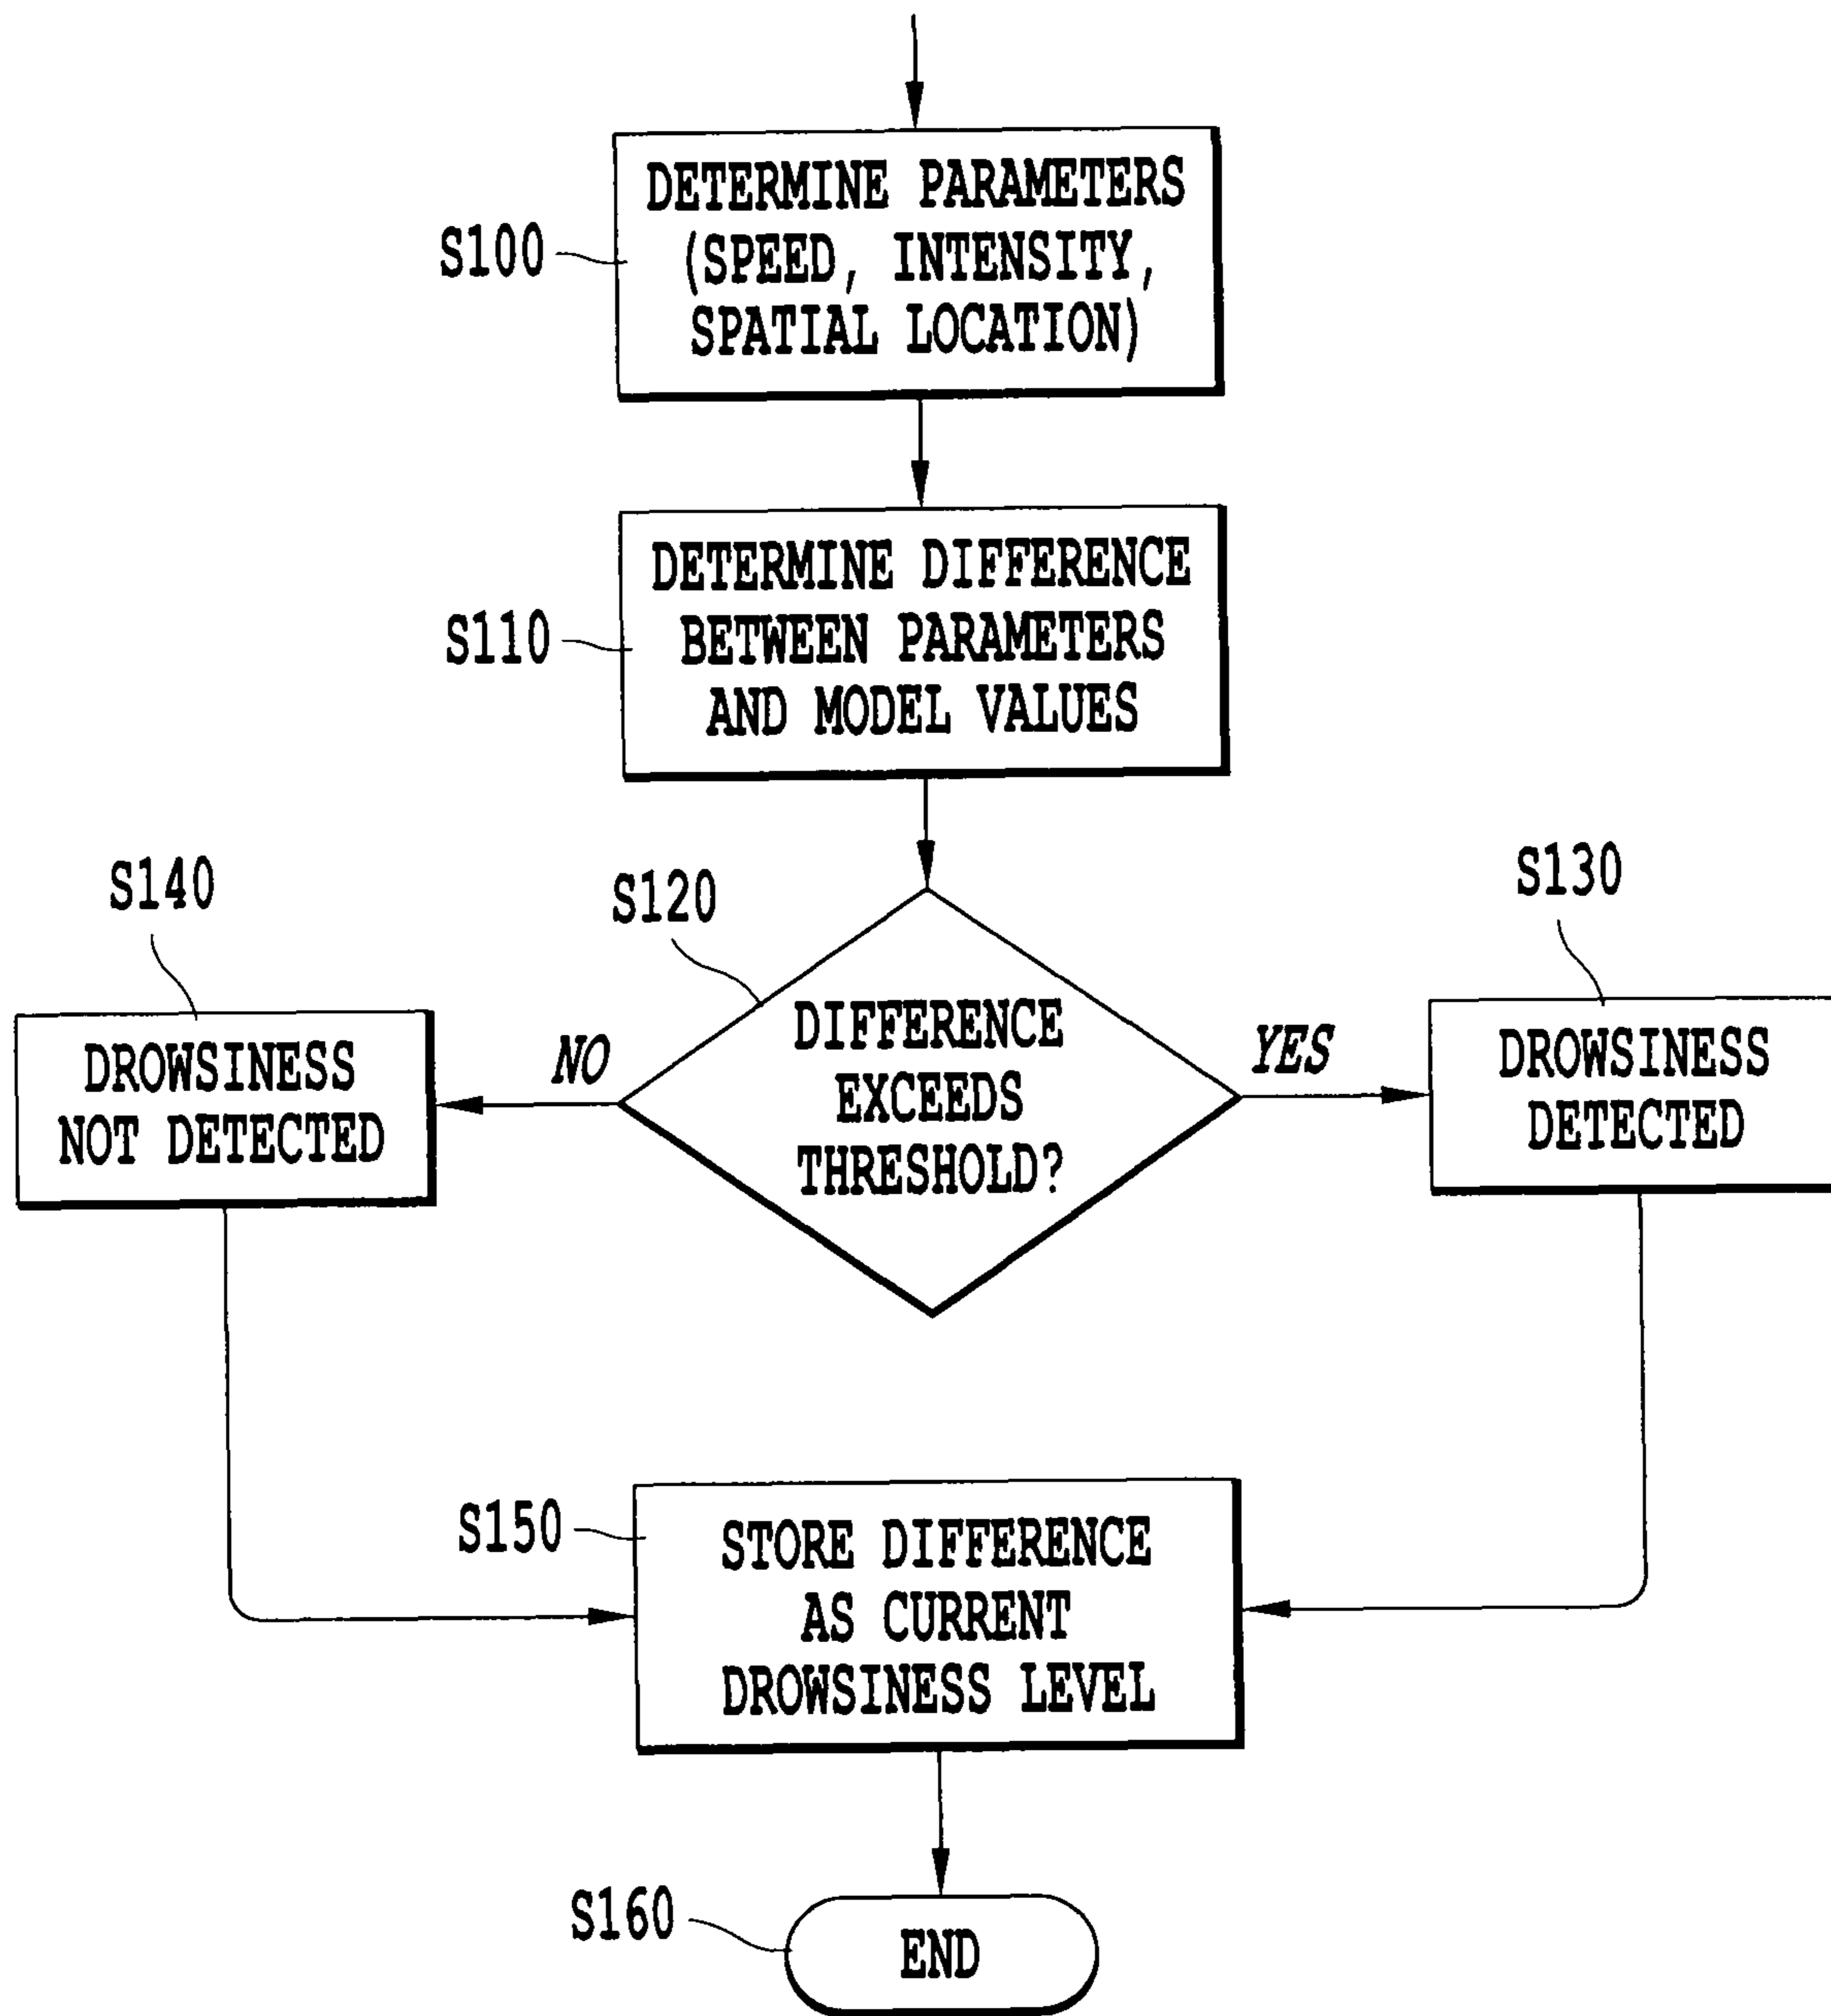 S100
DETERMINE PARAMETERS
(SPEED, INTENSITY,
SPATIAL LOCATION)
S110
DETERMINE DIFFERENCE
BETWEEN PARAMETERS
AND MODEL VALUES
S140
S120
S130
DROWSINESS
NOT DETECTED
NO
DIFFERENCE
EXCEEDS
THRESHOLD?
YES
DROWSINESS
DETECTED
S150
STORE DIFFERENCE
AS CURRENT
DROWSINESS LEVEL
S160
END